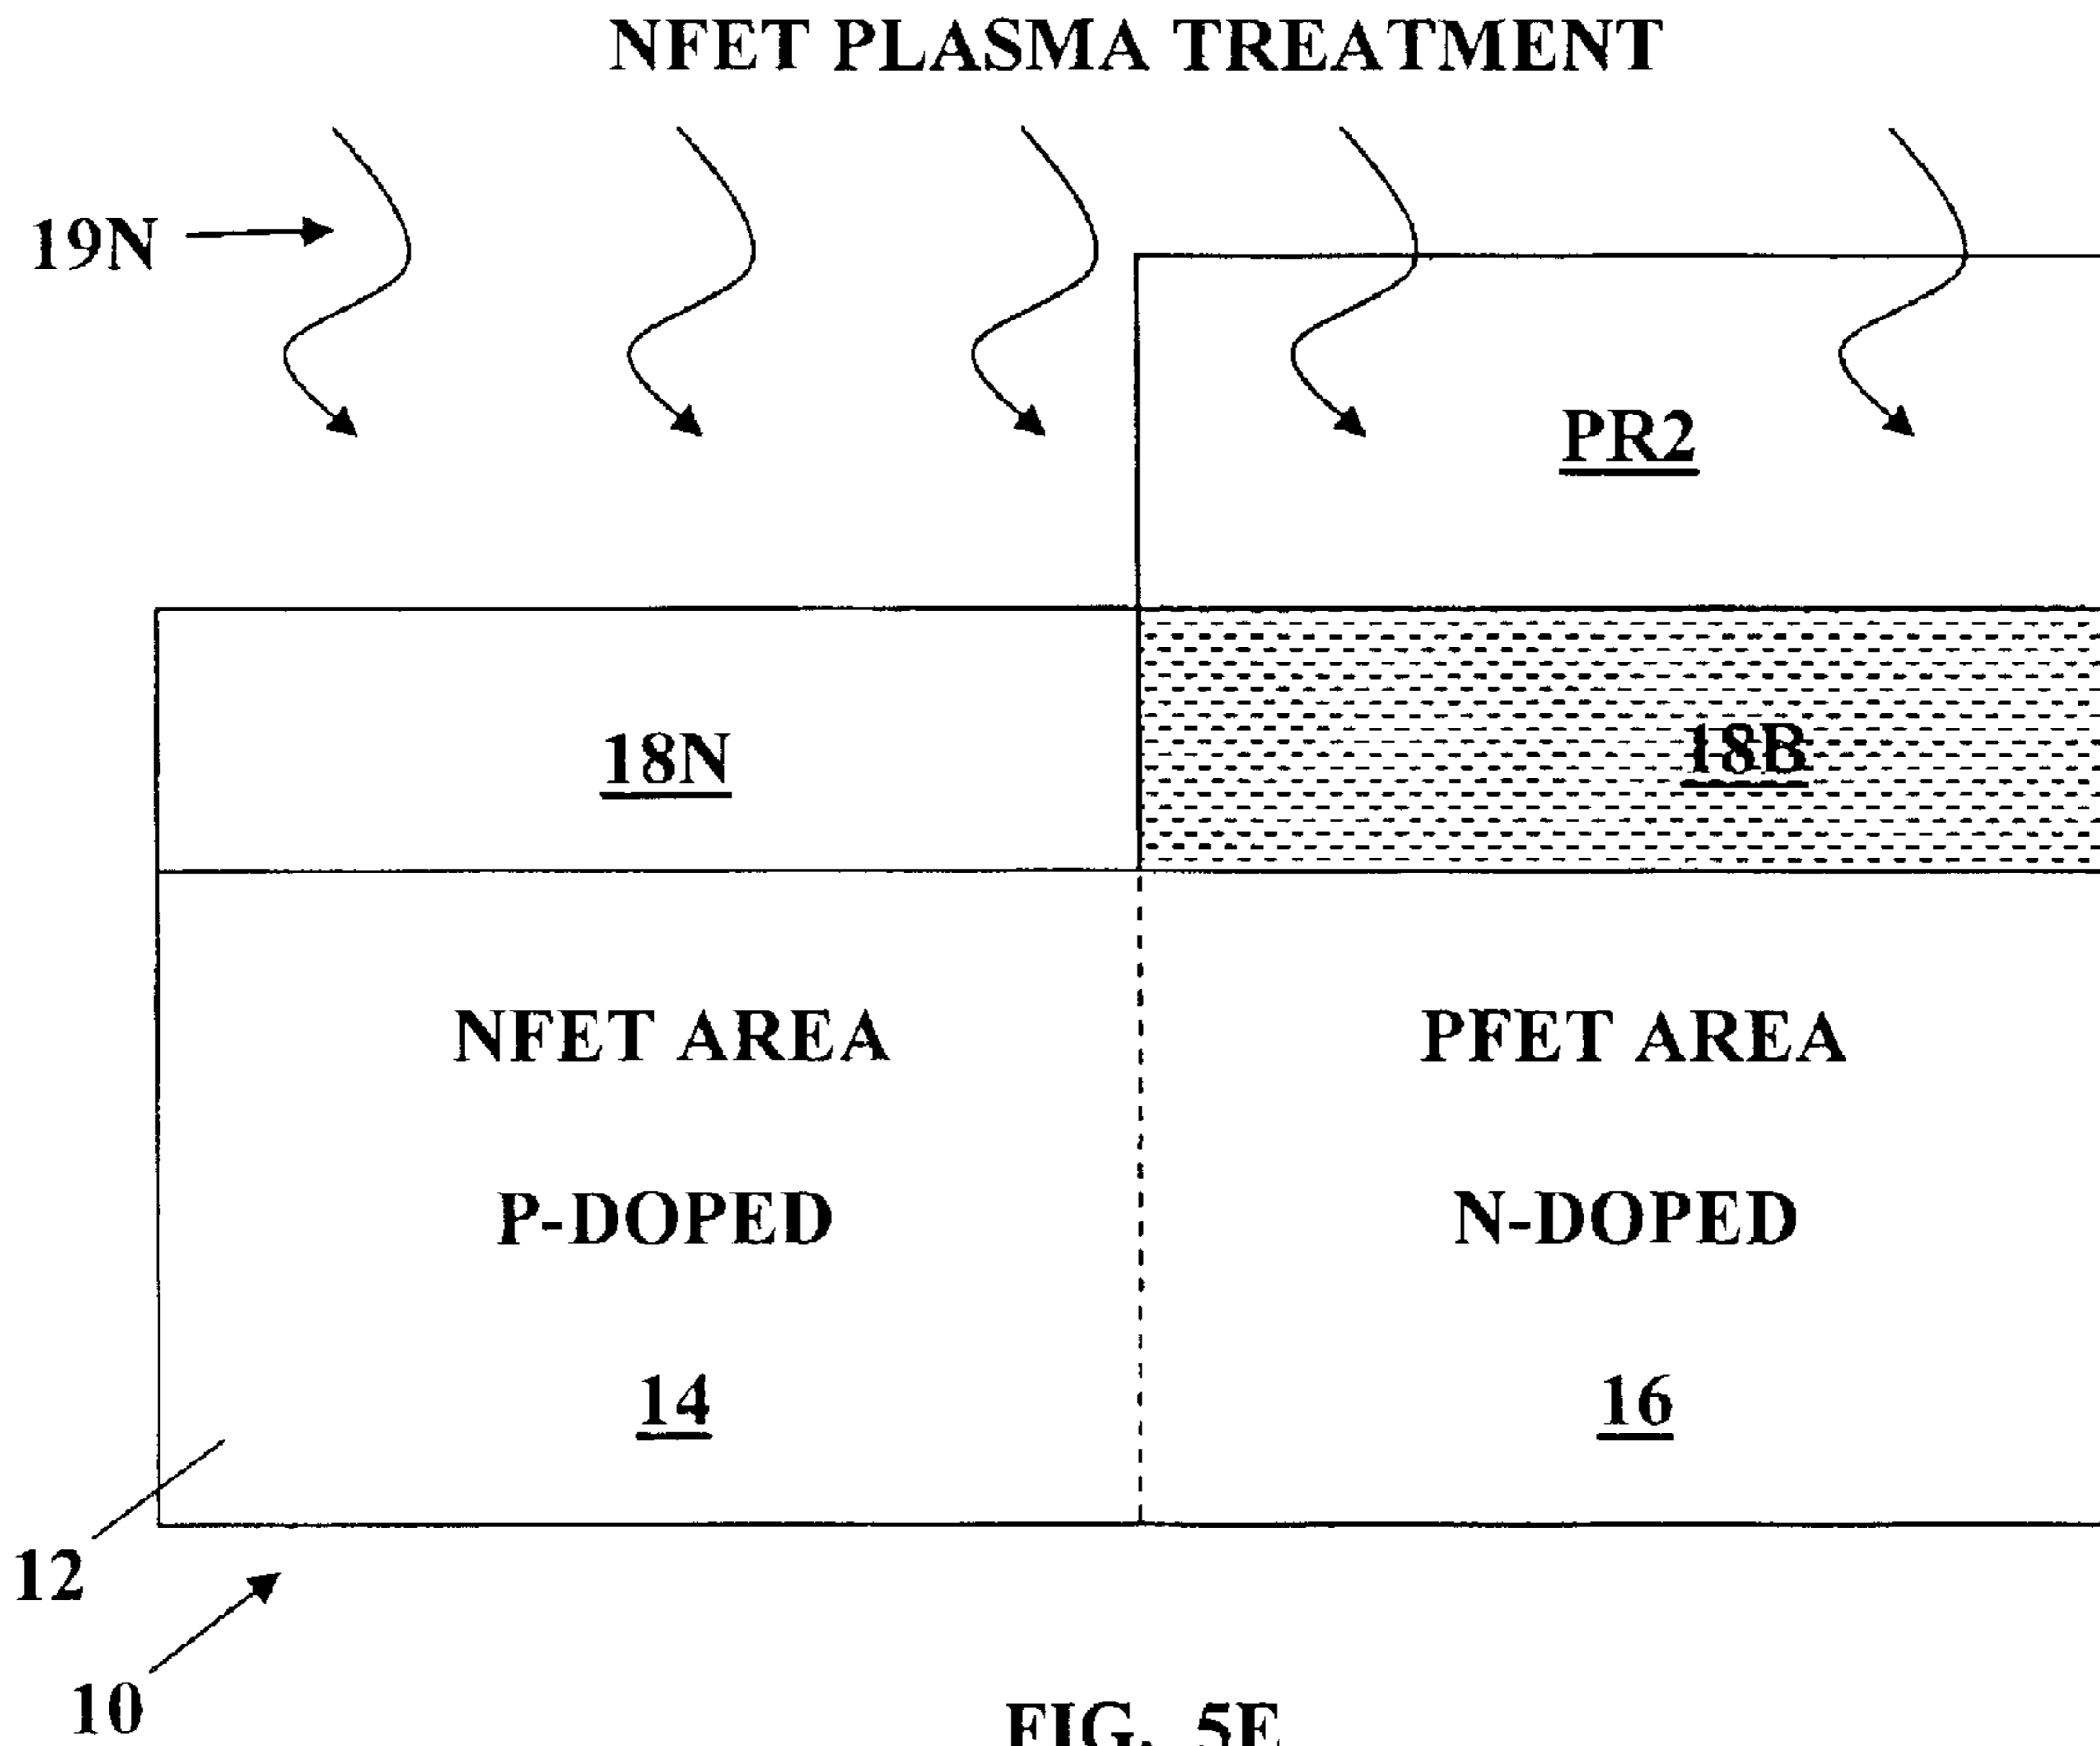 NFET PLASMA TREATMENT
19N
PR2
18N
18B
NFET AREA
PFET AREA
P-DOPED
N-DOPED
14
16
12
10